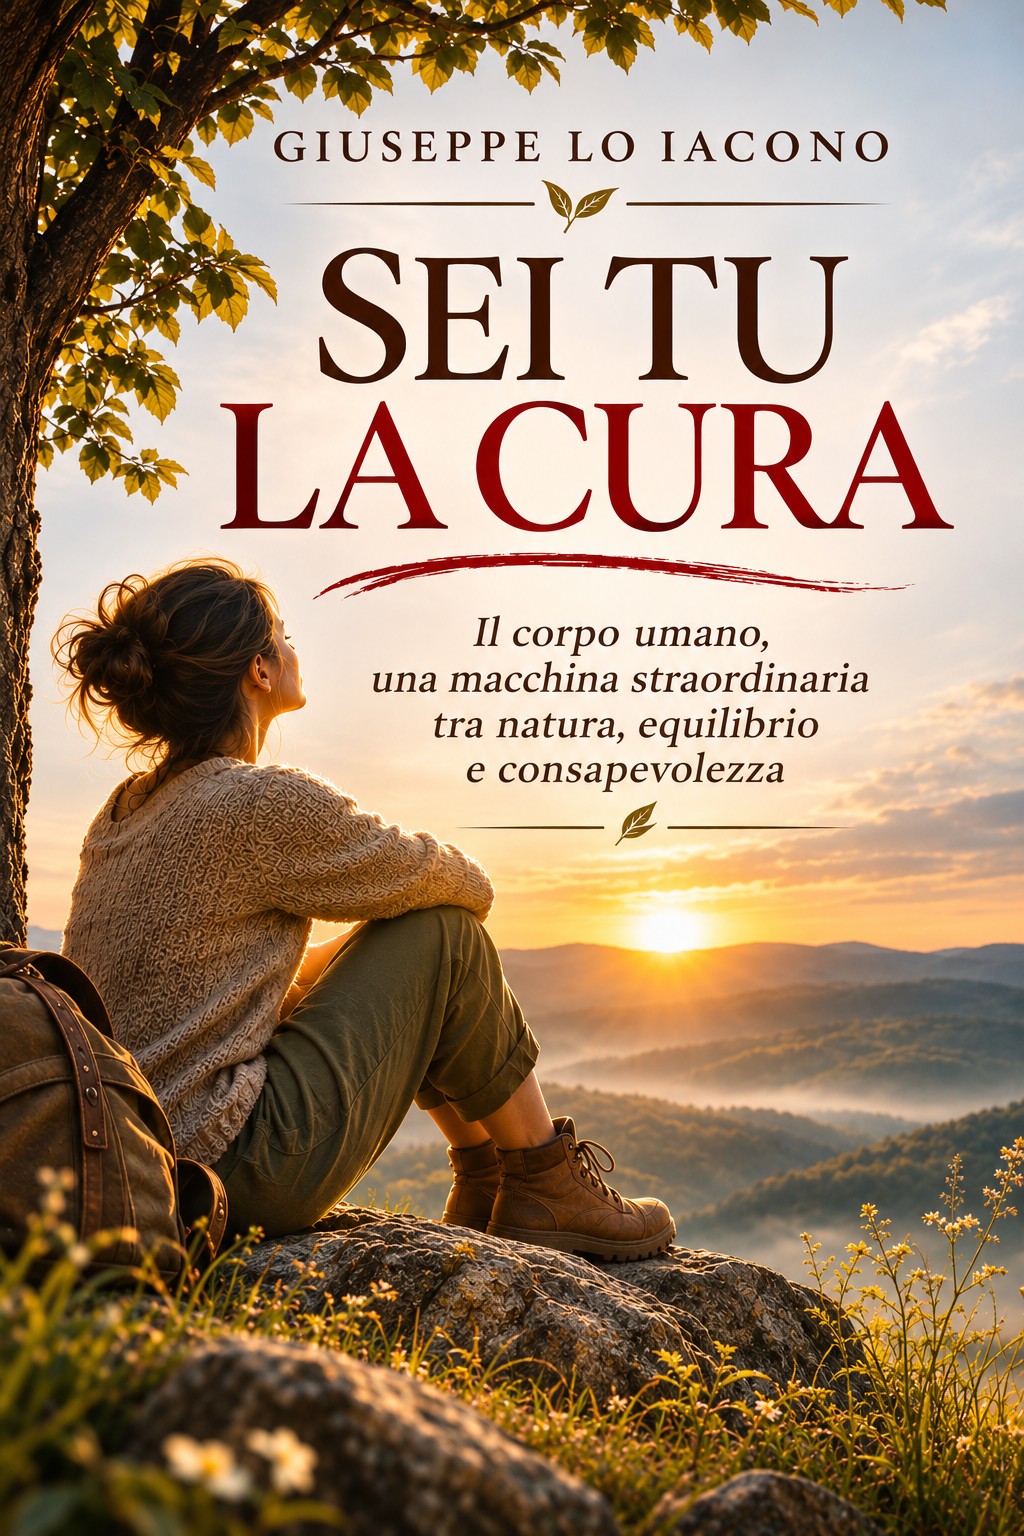 GIUSEPPE LO IACONO
SEI TU
LA CURA
Il corpo umano,
una macchina straordinaria
tra natura, equilibrio
e consapevolezza